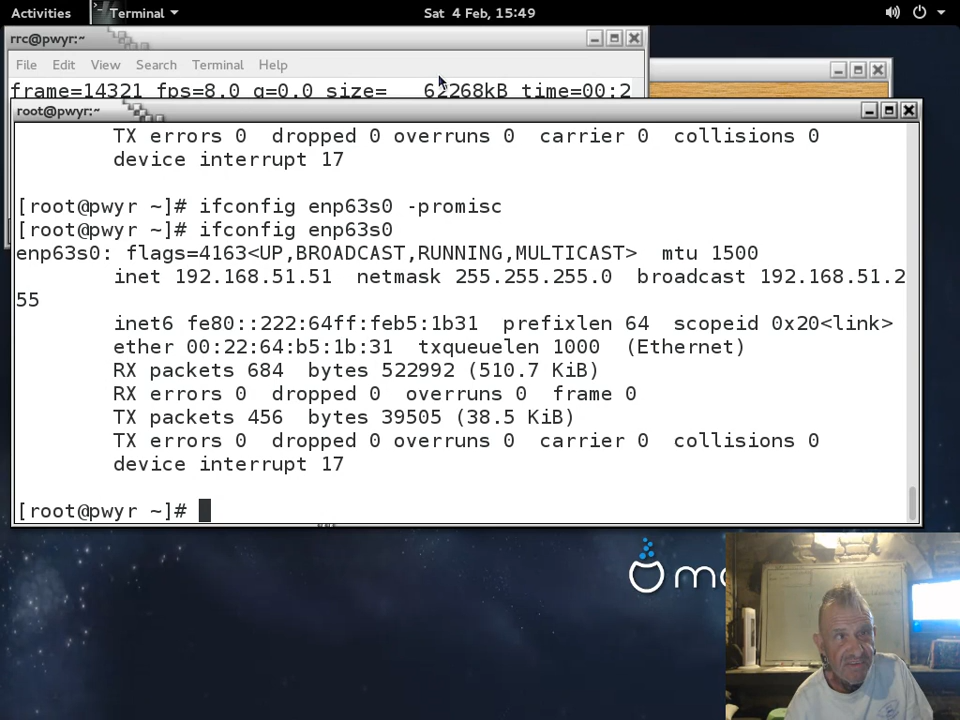 Activities Terminal Sat 4 Feb, 15:49
rrc@pwyr:~
File Edit View Search Terminal Help
frame=14321 fps=8.0 q=0.0 size= 62268kB time=00:2
root@pwyr:~
TX errors 0 dropped 0 overruns 0 carrier 0 collisions 0
device interrupt 17
[root@pwyr ~]# ifconfig enp63s0 -promisc
[root@pwyr ~]# ifconfig enp63s0
enp63s0: flags=4163<UP,BROADCAST,RUNNING,MULTICAST> mtu 1500
inet 192.168.51.51 netmask 255.255.255.0 broadcast 192.168.51.2
55
inet6 fe80::222:64ff:feb5:1b31 prefixlen 64 scopeid 0x20<link>
ether 00:22:64:b5:1b:31 txqueuelen 1000 (Ethernet)
RX packets 684 bytes 522992 (510.7 KiB)
RX errors 0 dropped 0 overruns 0 frame 0
TX packets 456 bytes 39505 (38.5 KiB)
TX errors 0 dropped 0 overruns 0 carrier 0 collisions 0
device interrupt 17
[root@pwyr ~]#